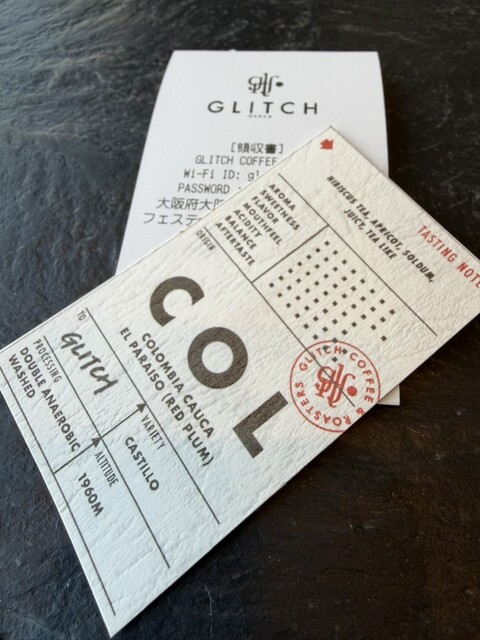 GLITCH
OSAKA
[領収書]
GLITCH COFFEE
Wi-Fi ID:
PASSWORD
大阪府大阪
フェステ
AROMA
SWEETNESS
FLAVOR
MOUTHFEEL
ACIDITY
BALANCE
AFTERTASTE
TASTING NOTE
HIBISCUS TEA, APRICOT, SOLDUM,
JUICY, TEA LIKE
ORIGIN
COL
COLOMBIA CAUCA
EL PARAISO (RED PLUM)
GLITCH COFFEE & ROASTERS
TO
GLITCH
VARIETY
CASTILLO
PROCESSING
DOUBLE ANAEROBIC
WASHED
ALTITUDE
1960M